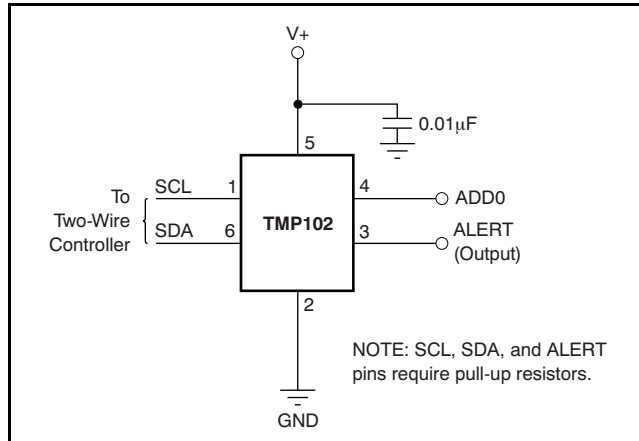 V+
0.01μF
5
To
Two-Wire
Controller
SCL
1
SDA
6
TMP102
4
ADD0
3
ALERT
(Output)
2
GND
NOTE: SCL, SDA, and ALERT
pins require pull-up resistors.